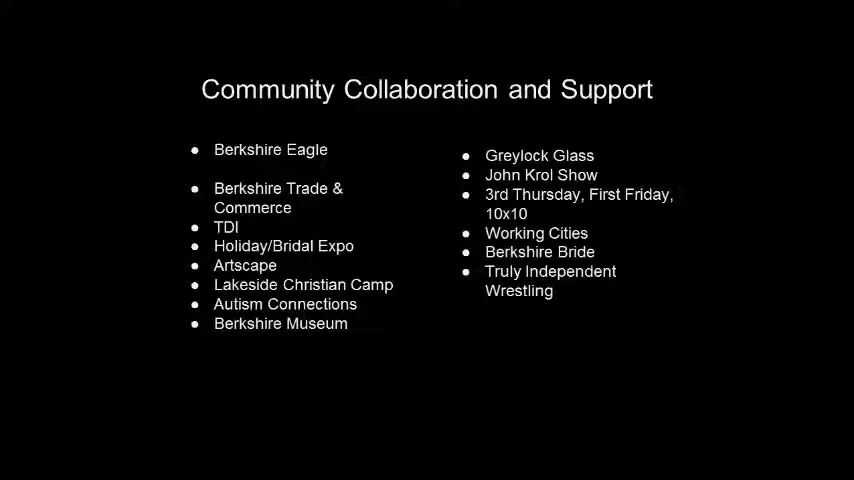 Community Collaboration and Support
● Berkshire Eagle
● Berkshire Trade &
Commerce
● TDI
● Holiday/Bridal Expo
● Artscape
● Lakeside Christian Camp
● Autism Connections
● Berkshire Museum
● Greylock Glass
● John Krol Show
● 3rd Thursday, First Friday,
10x10
● Working Cities
● Berkshire Bride
● Truly Independent
Wrestling